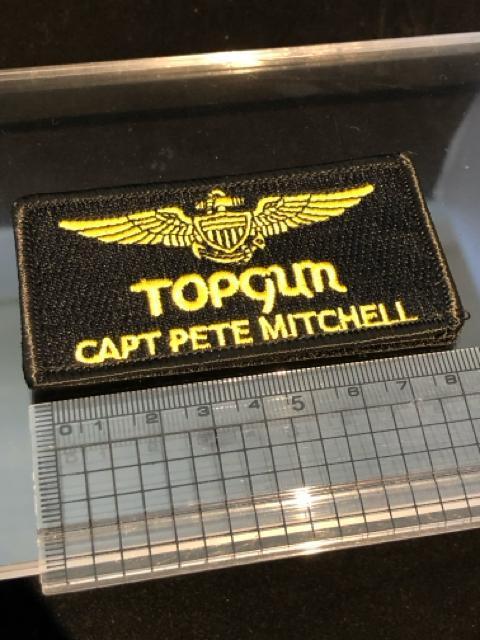 TOPGUN
CAPT PETE MITCHELL
0 1 2 3 4 5 6 7 8